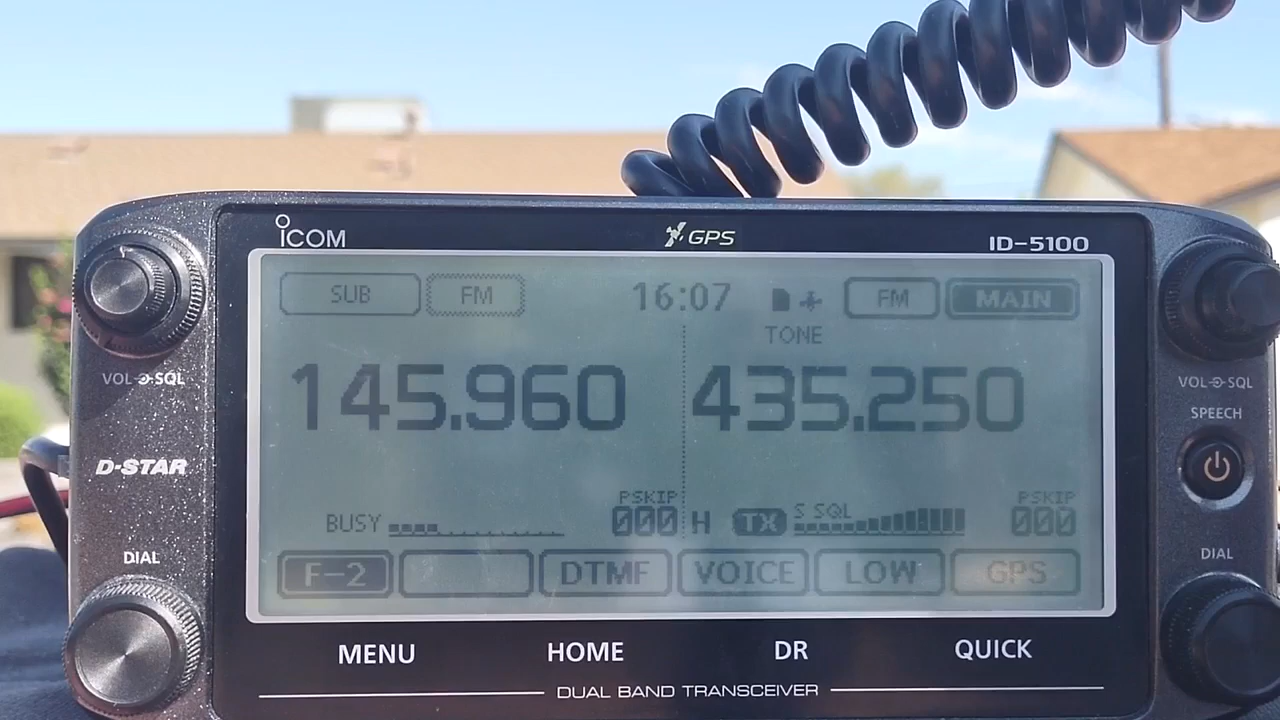 ICOM GPS ID-5100
SUB FM 16:07 FM MAIN
TONE
145.960 435.250
VOL SQL VOL SQL
SPEECH
D-STAR
PSKIP PSKIP
BUSY 000 H TX S SQL 000
DIAL DIAL
F-2 DTMF VOICE LOW GPS
MENU HOME DR QUICK
DUAL BAND TRANSCEIVER